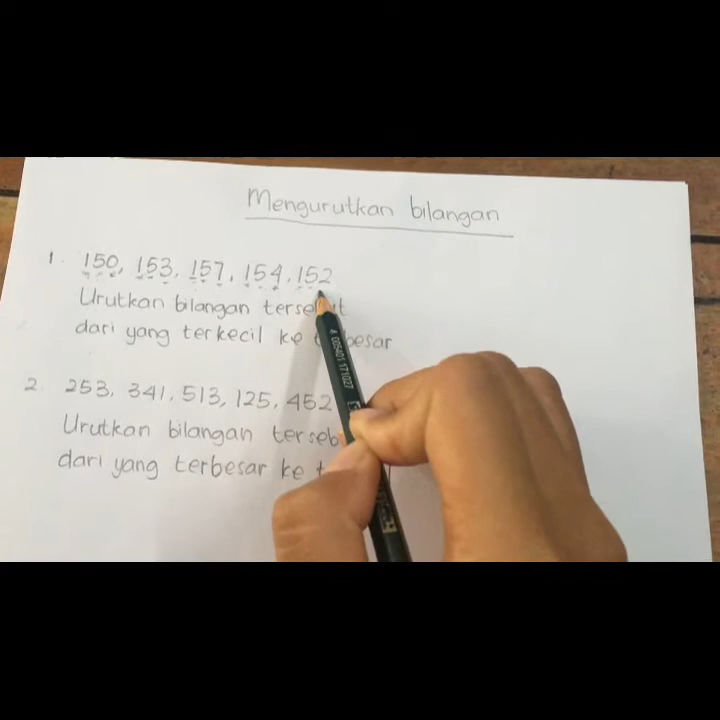 Mengurutkan bilangan
1. 150, 153, 157, 154, 152
Urutkan bilangan
dari yang terkecil ke
2. 253, 341, 513, 125, 452
Urutkan bilangan
dari yang terbesar ke